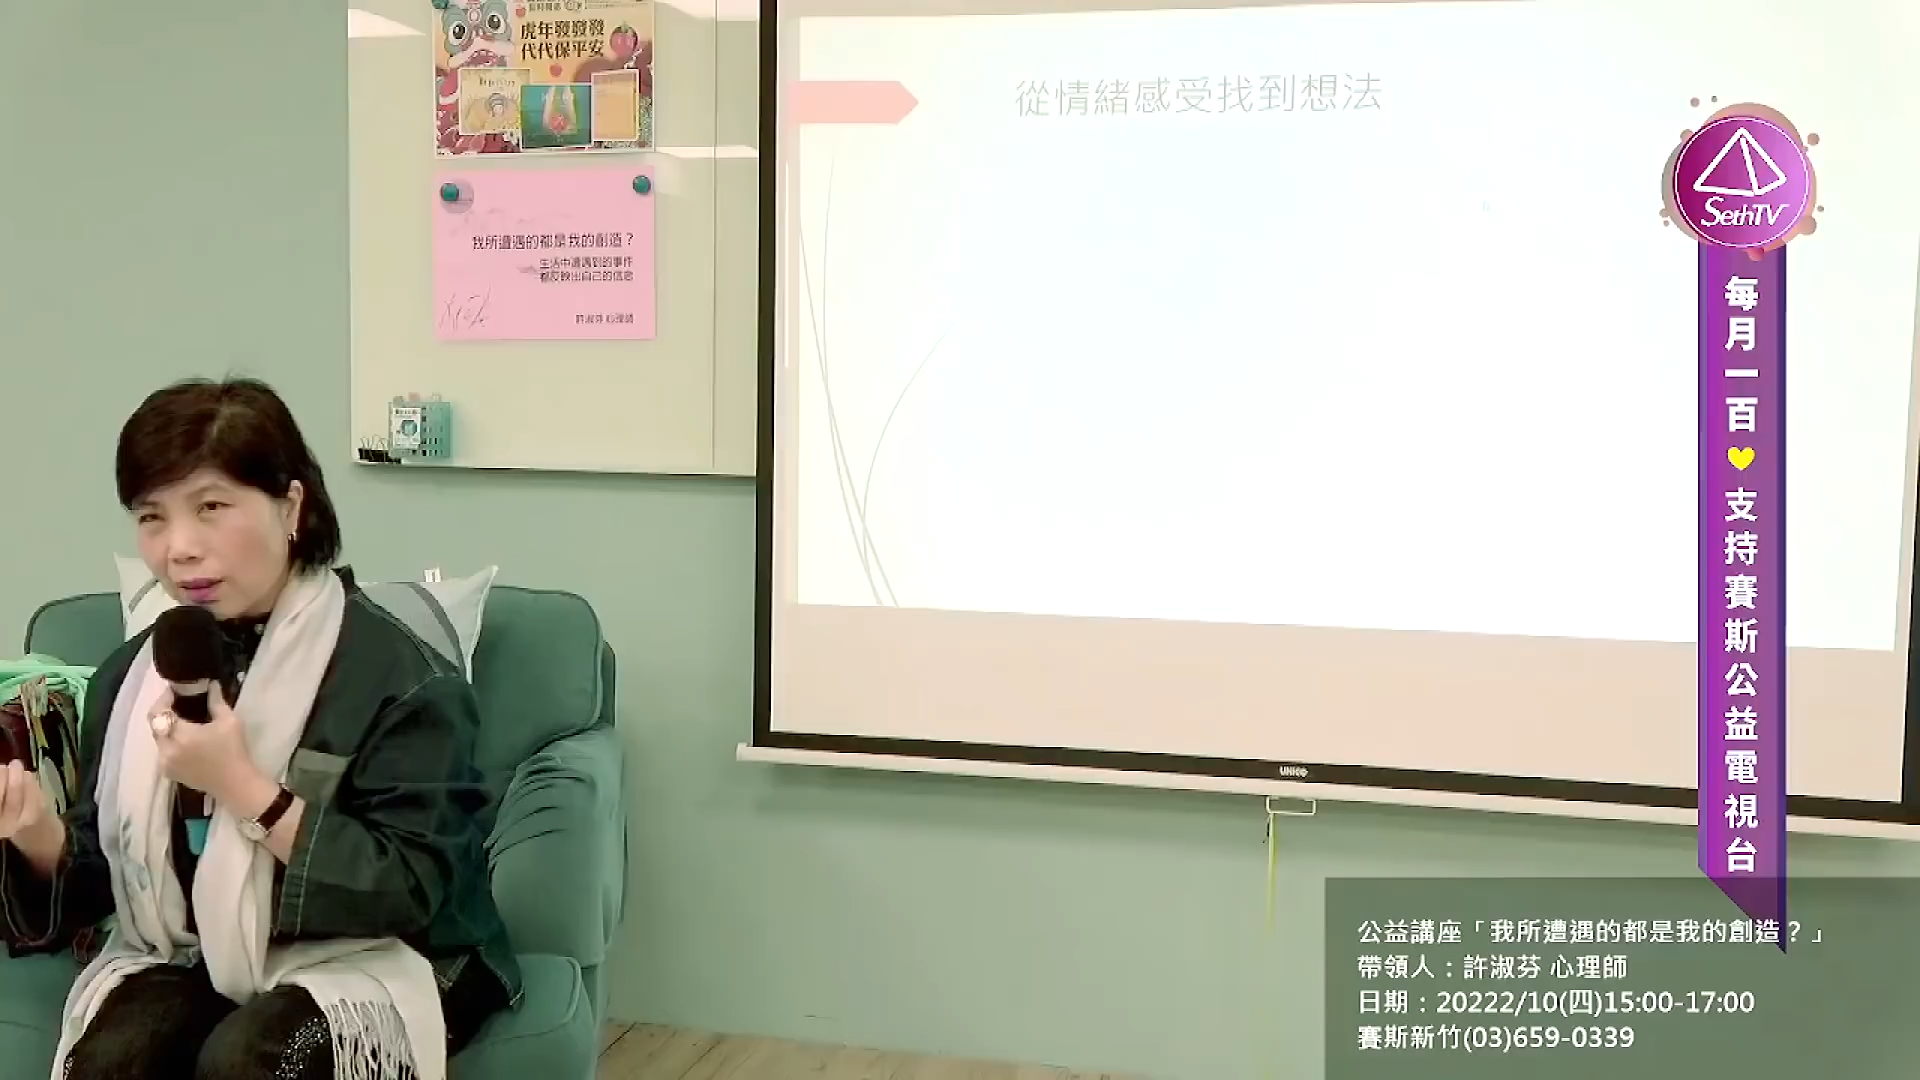 虎年發發發
代代保平安
我所遭遇的都是我的創造？
生活中遭遇到的事件
都反映出自己的信念
許淑芬 心理師
從情緒感受找到想法
UNICO
SethTV
每月一百支持賽斯公益電視台
公益講座「我所遭遇的都是我的創造？」
帶領人：許淑芬 心理師
日期：20222/10(四)15:00-17:00
賽斯新竹(03)659-0339